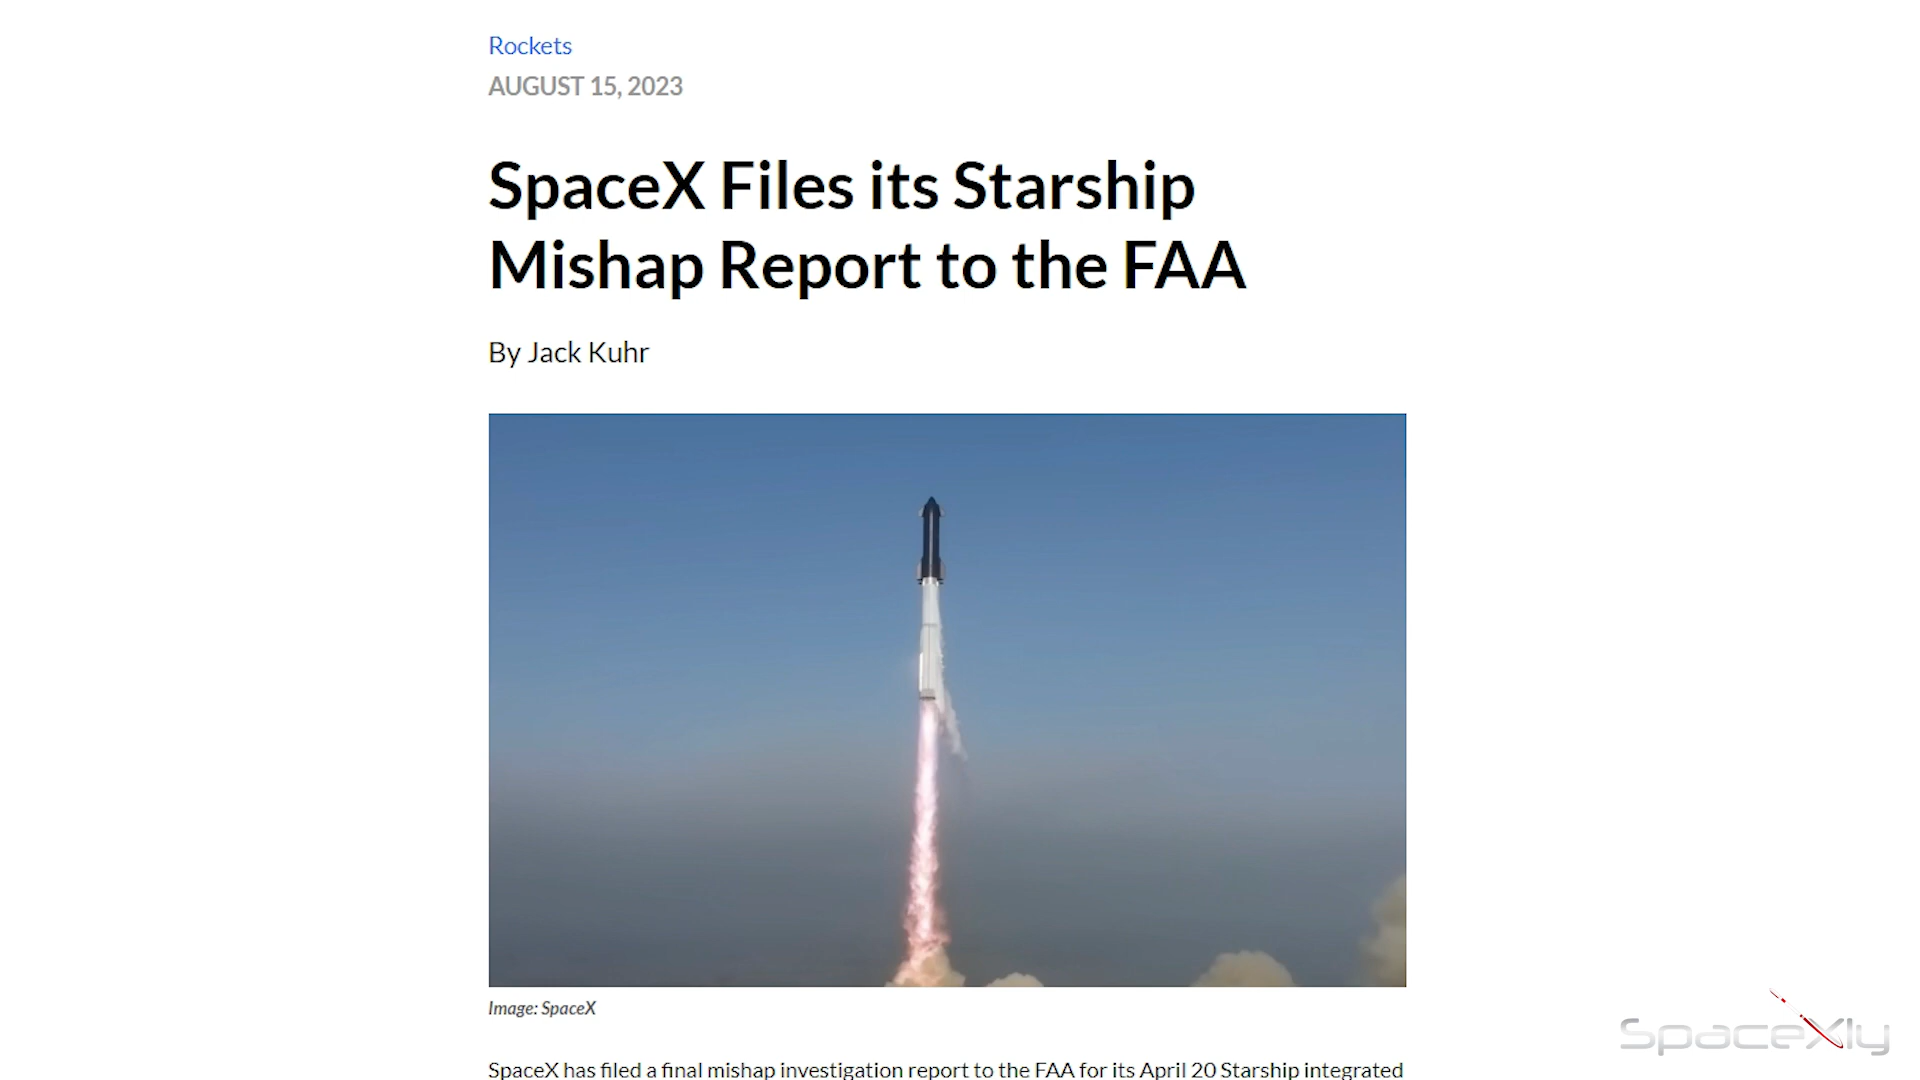 Rockets
AUGUST 15, 2023
SpaceX Files its Starship
Mishap Report to the FAA
By Jack Kuhr
Image: SpaceX
SpaceX has filed a final mishap investigation report to the FAA for its April 20 Starship integrated
SpaceXly